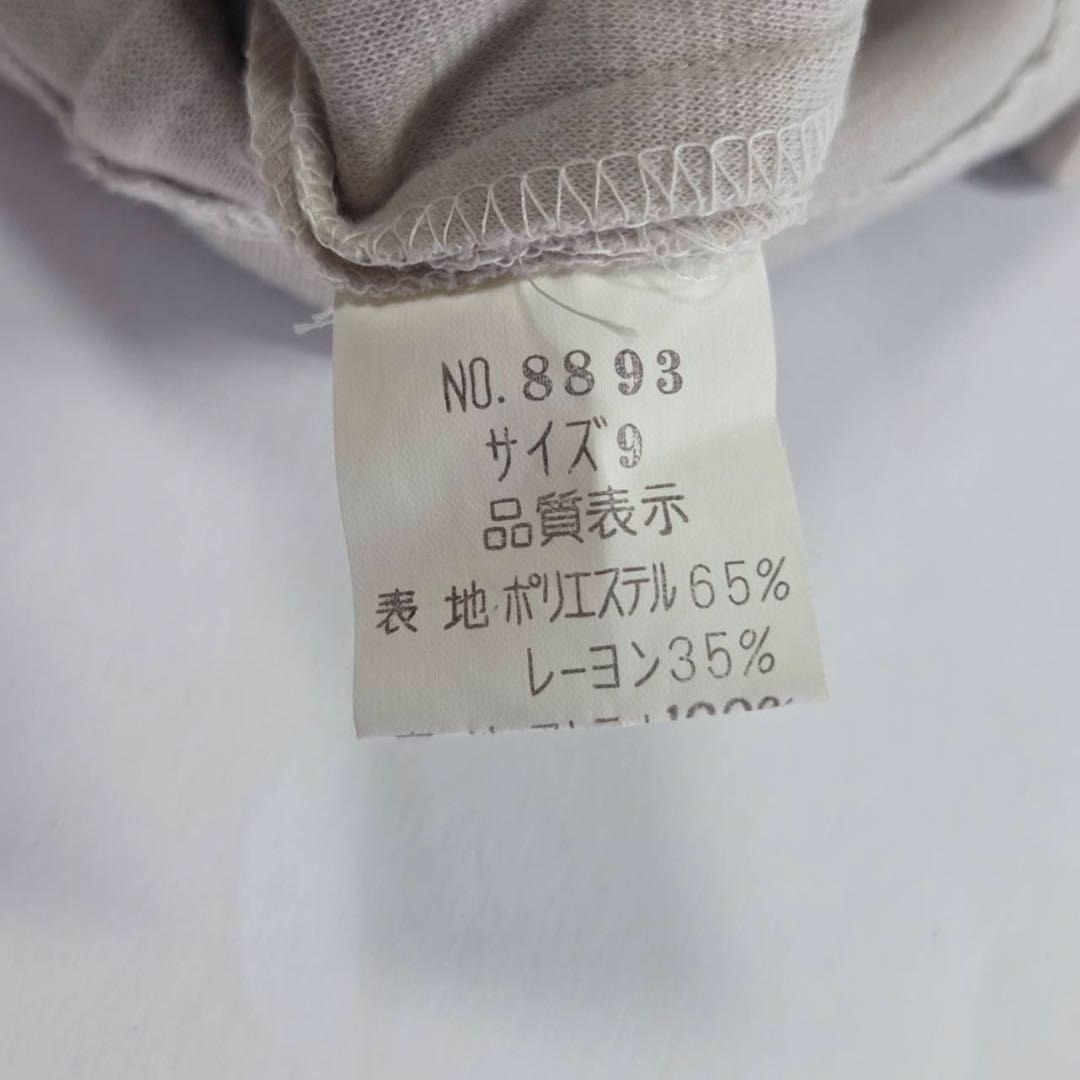 NO.8893
サイズ9
品質表示
表 地 ポリエステル65%
レーヨン35%
100%